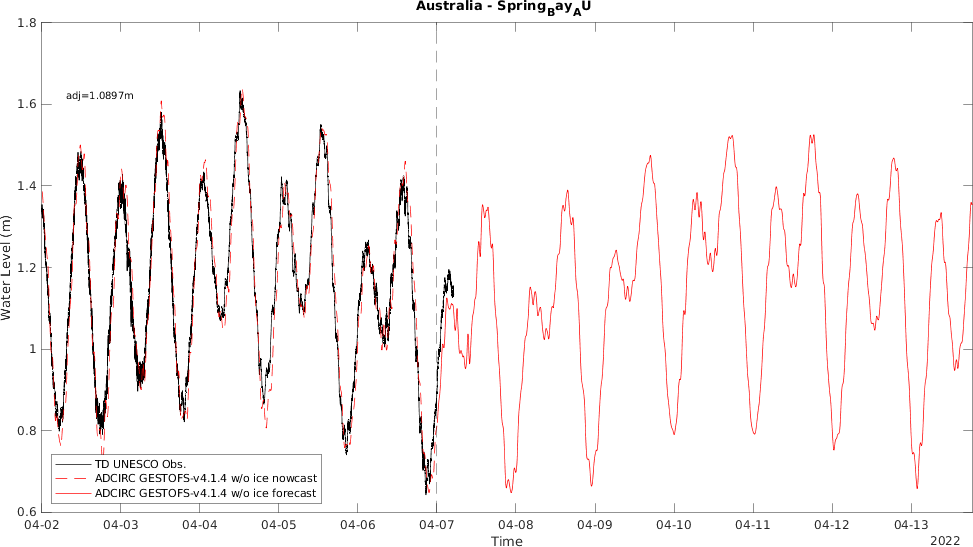 Australia - Spring_Bay_AU
1.8
1.6
1.4
1.2
1
0.8
0.6
Water Level (m)
adj=1.0897m
TD UNESCO Obs.
ADCIRC GESTOFS-v4.1.4 w/o ice nowcast
ADCIRC GESTOFS-v4.1.4 w/o ice forecast
04-02 04-03 04-04 04-05 04-06 04-07 04-08 04-09 04-10 04-11 04-12 04-13
Time
2022